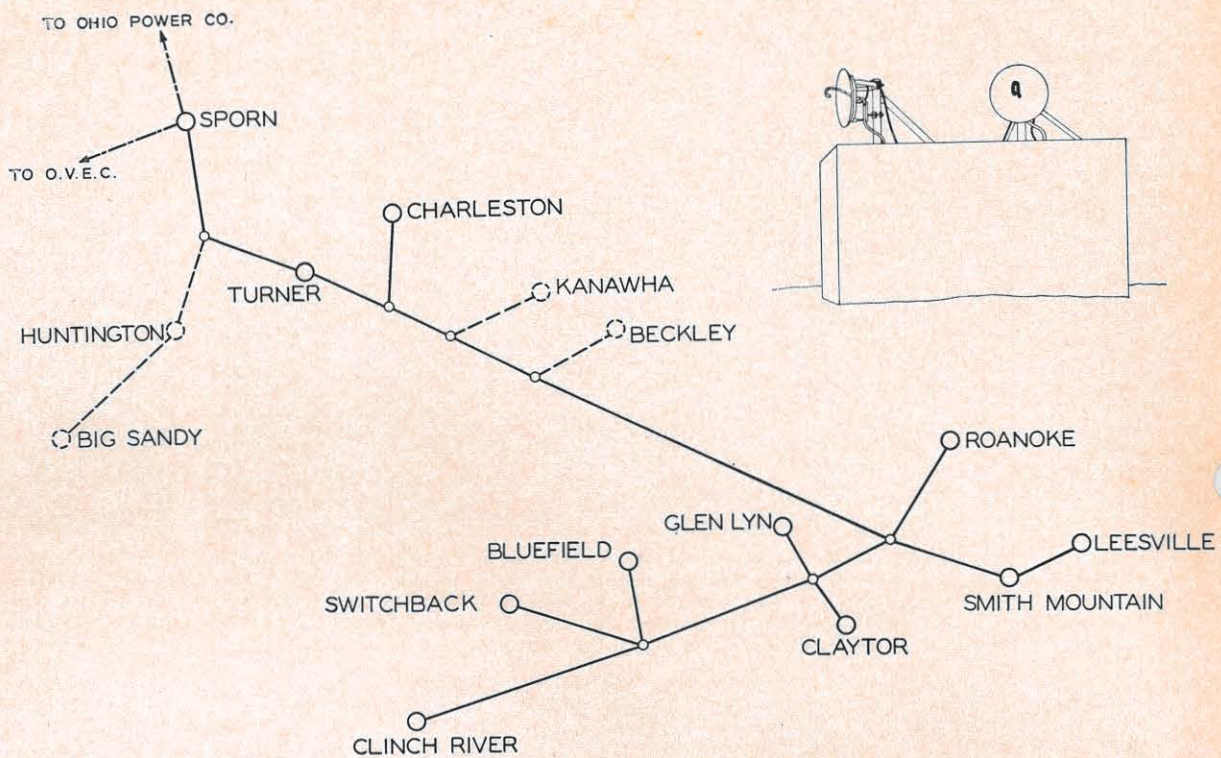 TO OHIO POWER CO.
SPORN
TO O.V.E.C.
CHARLESTON
TURNER
KANAWHA
HUNTINGTON
BECKLEY
BIG SANDY
ROANOKE
GLEN LYN
LEESVILLE
BLUEFIELD
SWITCHBACK
SMITH MOUNTAIN
CLAYTOR
CLINCH RIVER